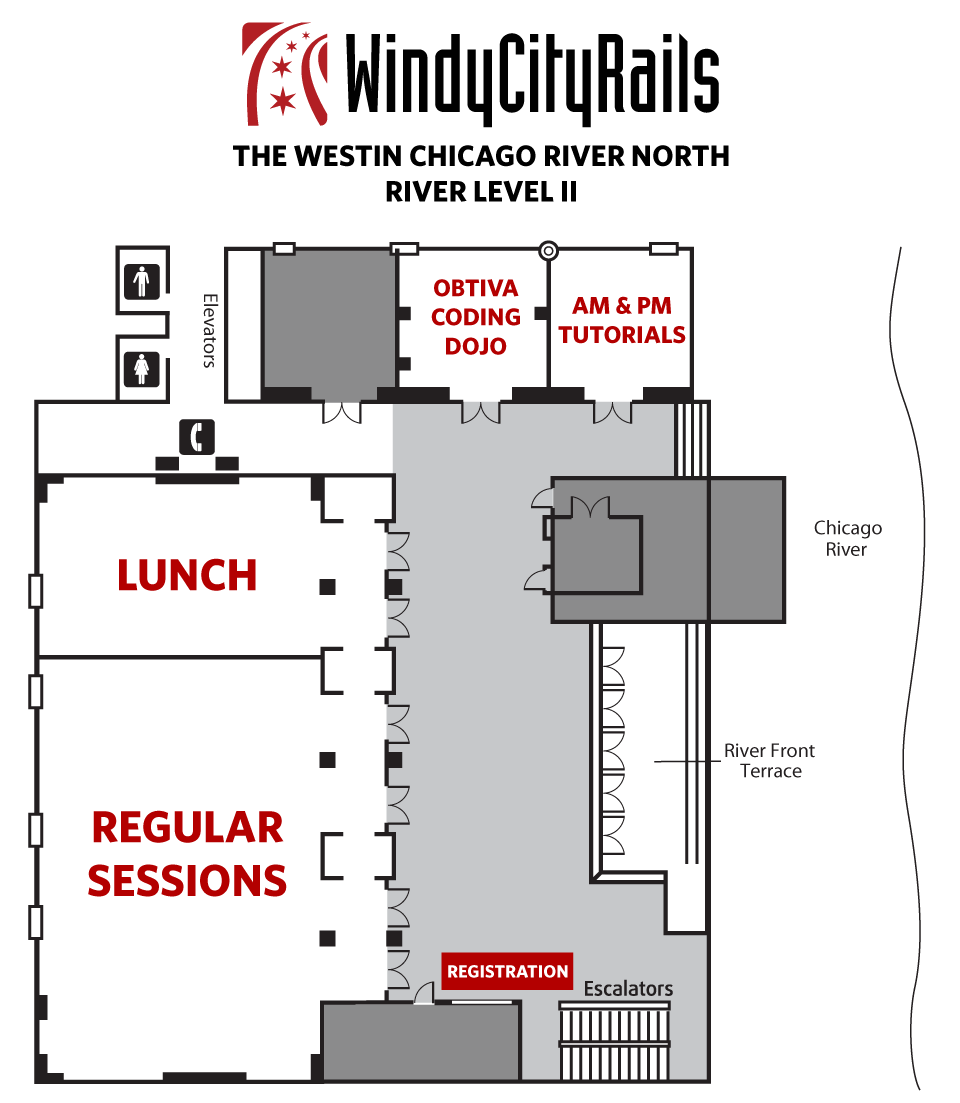 WindyCityRails
THE WESTIN CHICAGO RIVER NORTH
RIVER LEVEL II
Elevators
OBTIVA
CODING
DOJO
AM & PM
TUTORIALS
LUNCH
Chicago
River
River Front
Terrace
REGULAR
SESSIONS
REGISTRATION
Escalators